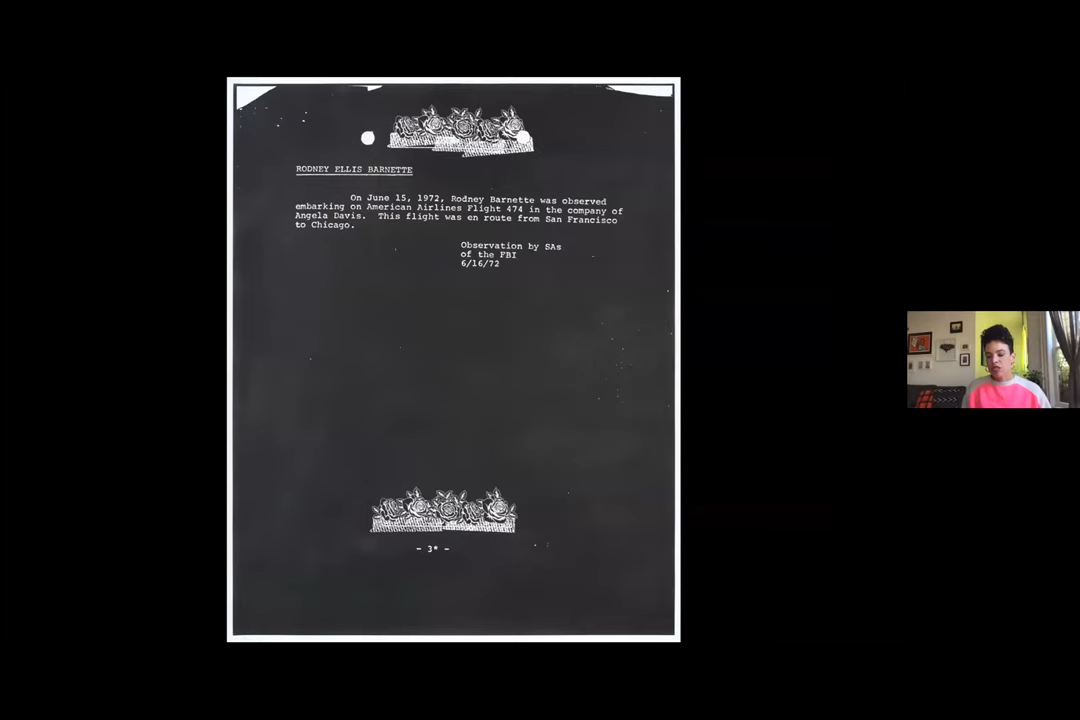 RODNEY ELLIS BARNETTE
On June 15, 1972, Rodney Barnette was observed
embarking on American Airlines Flight 474 in the company of
Angela Davis. This flight was en route from San Francisco
to Chicago.
Observation by SAs
of the FBI
6/16/72
- 3* -